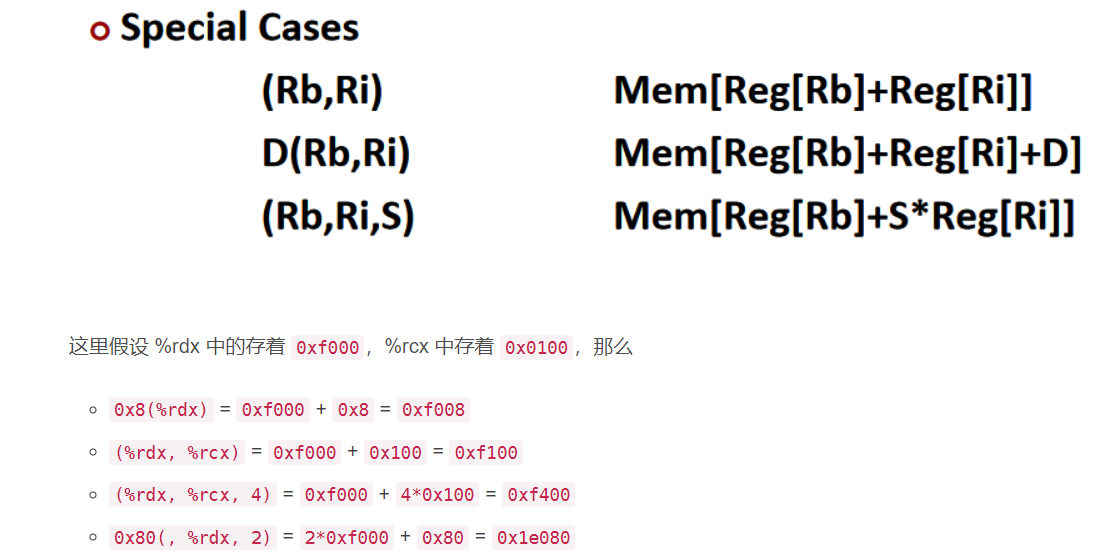 Special Cases
(Rb,Ri) Mem[Reg[Rb]+Reg[Ri]]
D(Rb,Ri) Mem[Reg[Rb]+Reg[Ri]+D]
(Rb,Ri,S) Mem[Reg[Rb]+S*Reg[Ri]]
这里假设 %rdx 中的存着 0xf000，%rcx 中存着 0x0100，那么
0x8(%rdx) = 0xf000 + 0x8 = 0xf008
(%rdx, %rcx) = 0xf000 + 0x100 = 0xf100
(%rdx, %rcx, 4) = 0xf000 + 4*0x100 = 0xf400
0x80(, %rdx, 2) = 2*0xf000 + 0x80 = 0x1e080